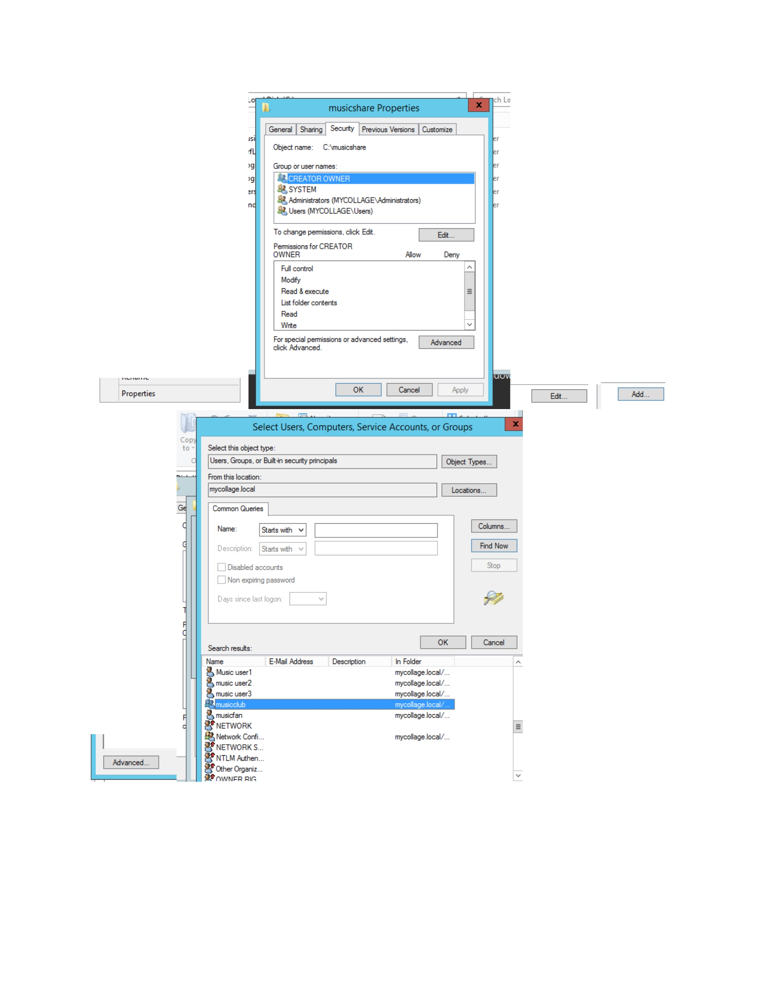 ch Lo
musicshare Properties
X
General Sharing Security Previous Versions Customize
Object name: C:\musicshare
Group or user names:
CREATOR OWNER
SYSTEM
Administrators (MYCOLLAGE\Administrators)
Users (MYCOLLAGE\Users)
To change permissions, click Edit.
Edit...
Permissions for CREATOR
OWNER Allow Deny
Full control
Modify
Read & execute
List folder contents
Read
Write
For special permissions or advanced settings,
click Advanced.
Advanced
OK Cancel Apply
Rename
Properties
Edit...
Add...
Copy
to
Select Users, Computers, Service Accounts, or Groups
X
Select this object type:
Users, Groups, or Built-in security principals Object Types...
From this location:
mycollage.local Locations...
Common Queries
Name: Starts with
Description: Starts with
Disabled accounts
Non expiring password
Days since last logon:
Columns...
Find Now
Stop
OK Cancel
Search results:
Name E-Mail Address Description In Folder
Music user1 mycollage.local/...
music user2 mycollage.local/...
music user3 mycollage.local/...
musicclub mycollage.local/...
musicfan mycollage.local/...
NETWORK
Network Confi... mycollage.local/...
NETWORK S...
NTLM Authen...
Other Organiz...
OWNER RIG
Advanced...